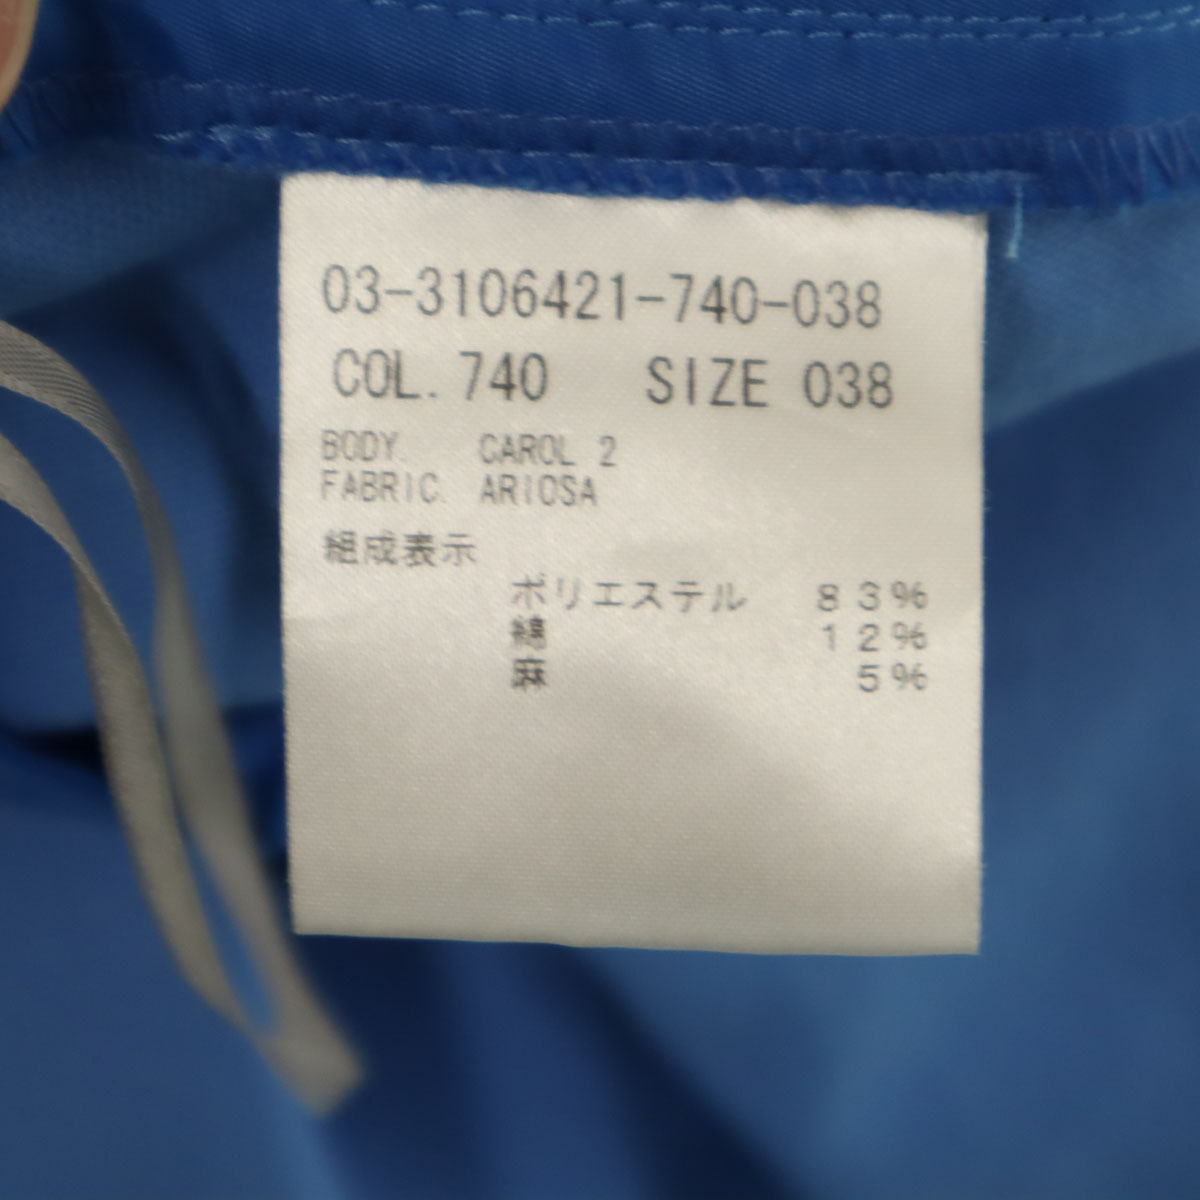 03-3106421-740-038
COL. 740 SIZE 038
BODY. CAROL 2
FABRIC. ARIOSA
組成表示
ポリエステル 83%
綿 12%
麻 5%